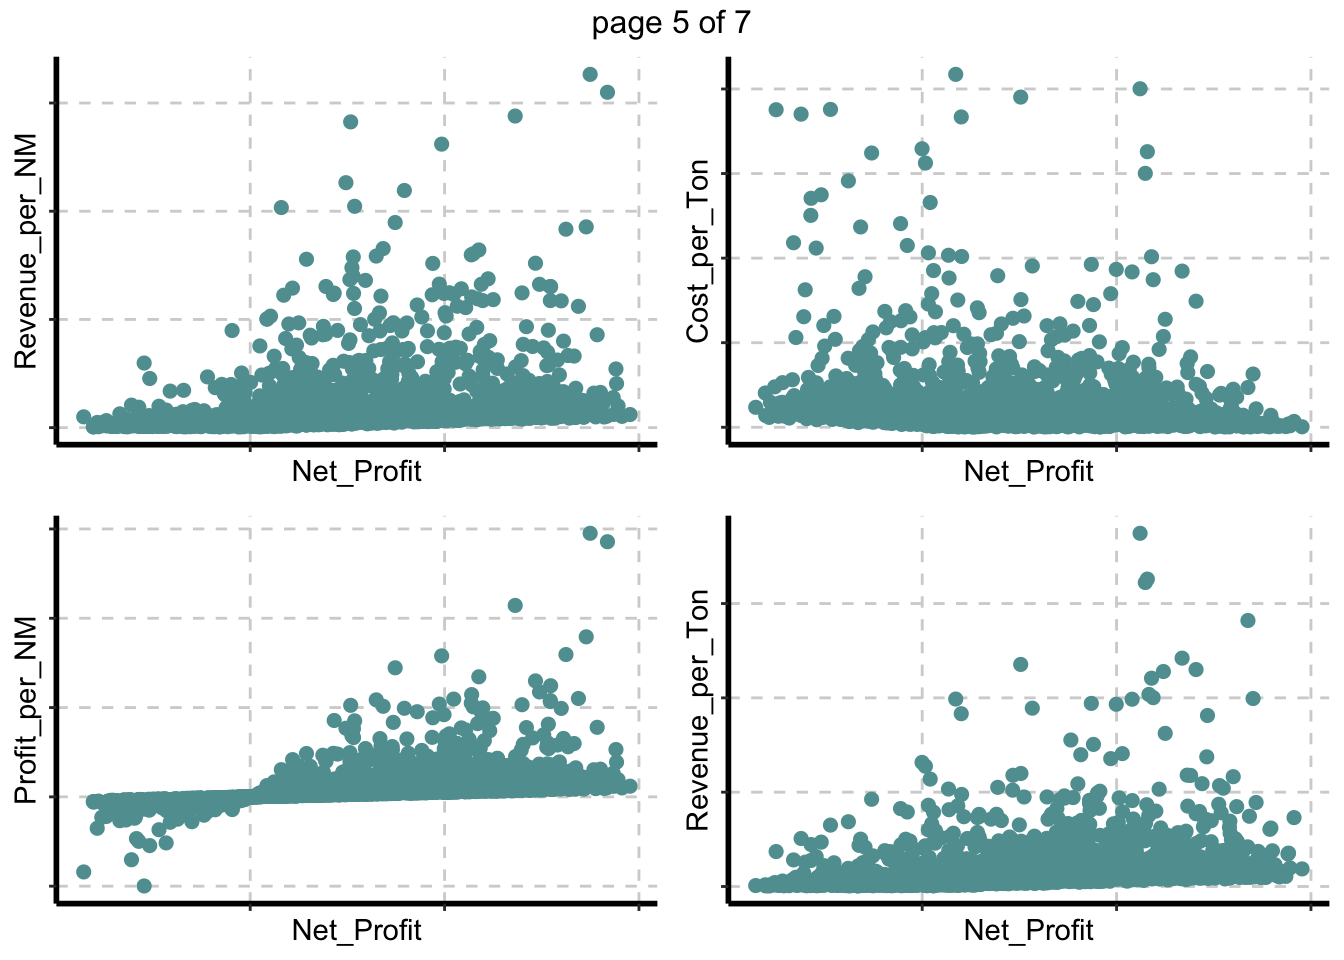 page 5 of 7
Revenue_per_NM
Net_Profit
Cost_per_Ton
Net_Profit
Profit_per_NM
Net_Profit
Revenue_per_Ton
Net_Profit